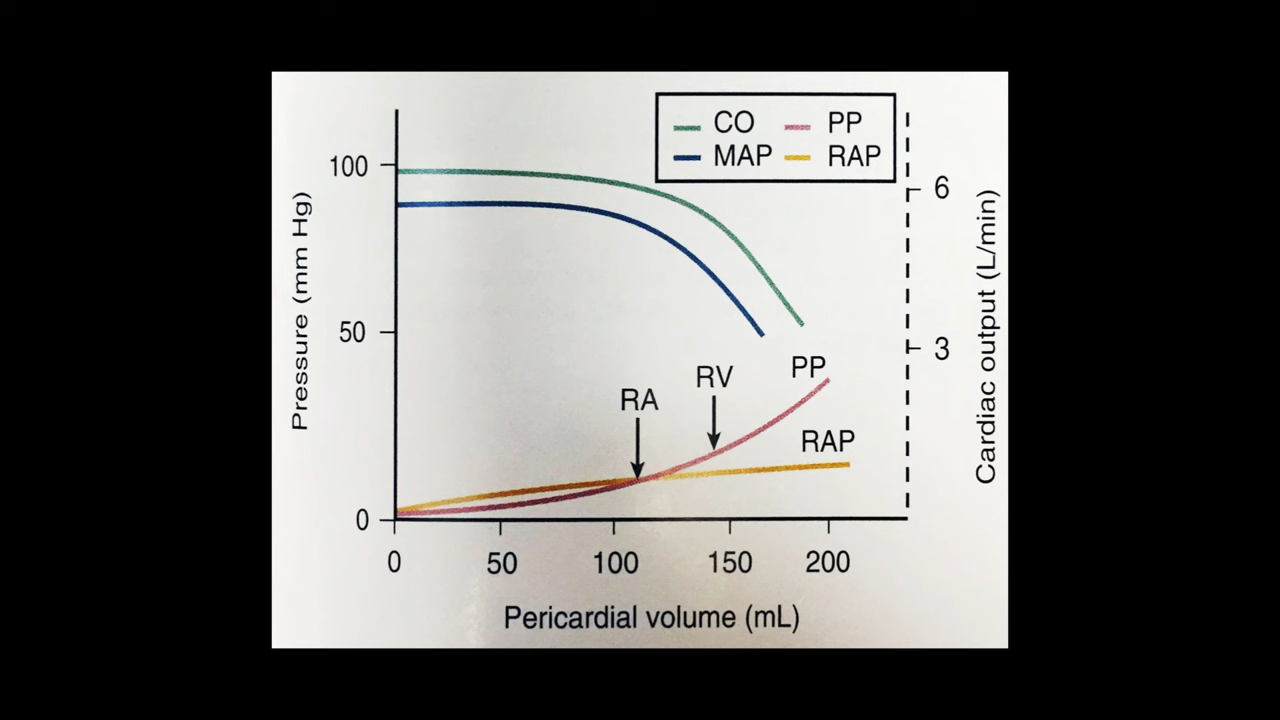 CO PP
MAP RAP
100
50
0
Pressure (mm Hg)
6
3
Cardiac output (L/min)
RA
RV
PP
RAP
0 50 100 150 200
Pericardial volume (mL)